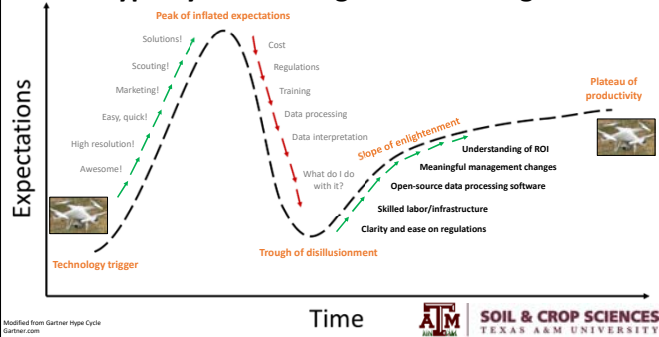 Peak of inflated expectations
Solutions!
Scouting!
Marketing!
Easy, quick!
High resolution!
Awesome!
Technology trigger
Cost
Regulations
Training
Data processing
Data interpretation
What do I do
with it?
Trough of disillusionment
Slope of enlightenment
Understanding of ROI
Meaningful management changes
Open-source data processing software
Skilled labor/infrastructure
Clarity and ease on regulations
Plateau of
productivity
Expectations
Time
Modified from Gartner Hype Cycle
Gartner.com
ATM
SOIL & CROP SCIENCES
TEXAS A&M UNIVERSITY